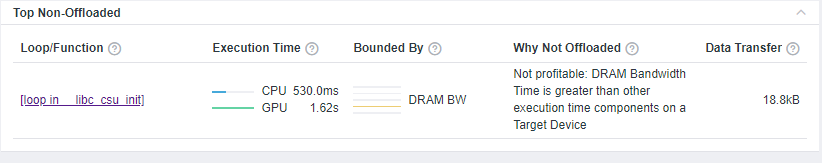 Top Non-Offloaded
Loop/Function Execution Time Bounded By Why Not Offloaded Data Transfer
[loop in __libc_csu_init]
CPU 530.0ms
GPU 1.62s
DRAM BW
Not profitable: DRAM Bandwidth
Time is greater than other
execution time components on a
Target Device
18.8kB